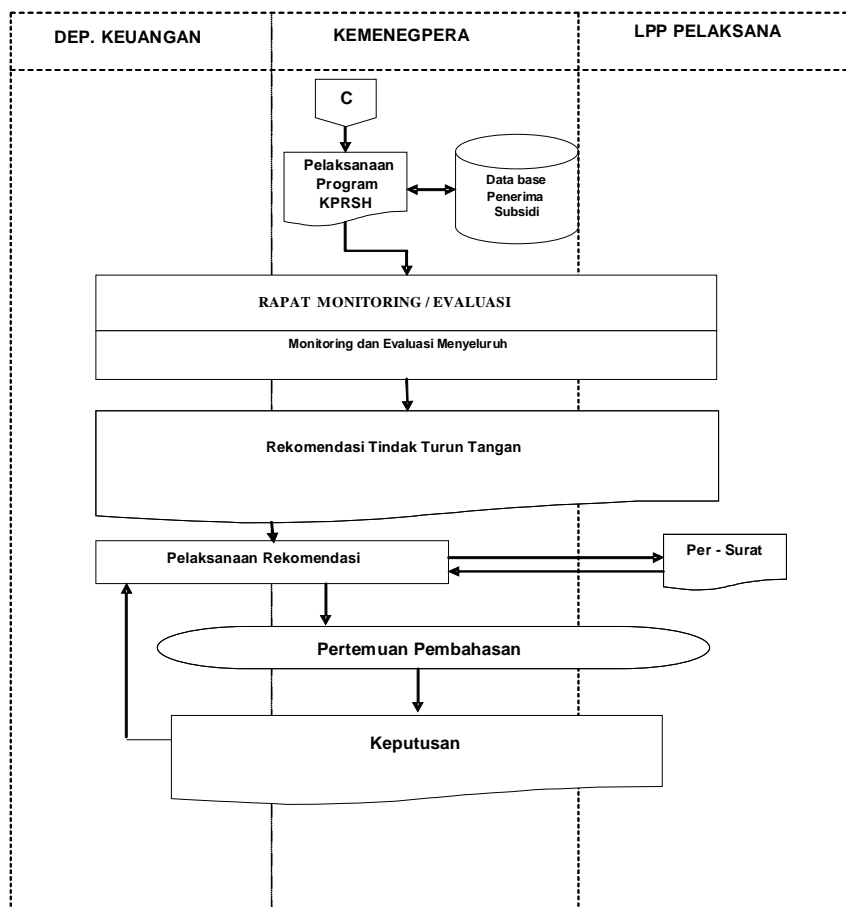 DEP. KEUANGAN
KEMENEGPERA
LPP PELAKSANA
C
Pelaksanaan
Program
KPRSH
Data base
Penerima
Subsidi
RAPAT MONITORING / EVALUASI
Monitoring dan Evaluasi Menyeluruh
Rekomendasi Tindak Turun Tangan
Pelaksanaan Rekomendasi
Per - Surat
Pertemuan Pembahasan
Keputusan